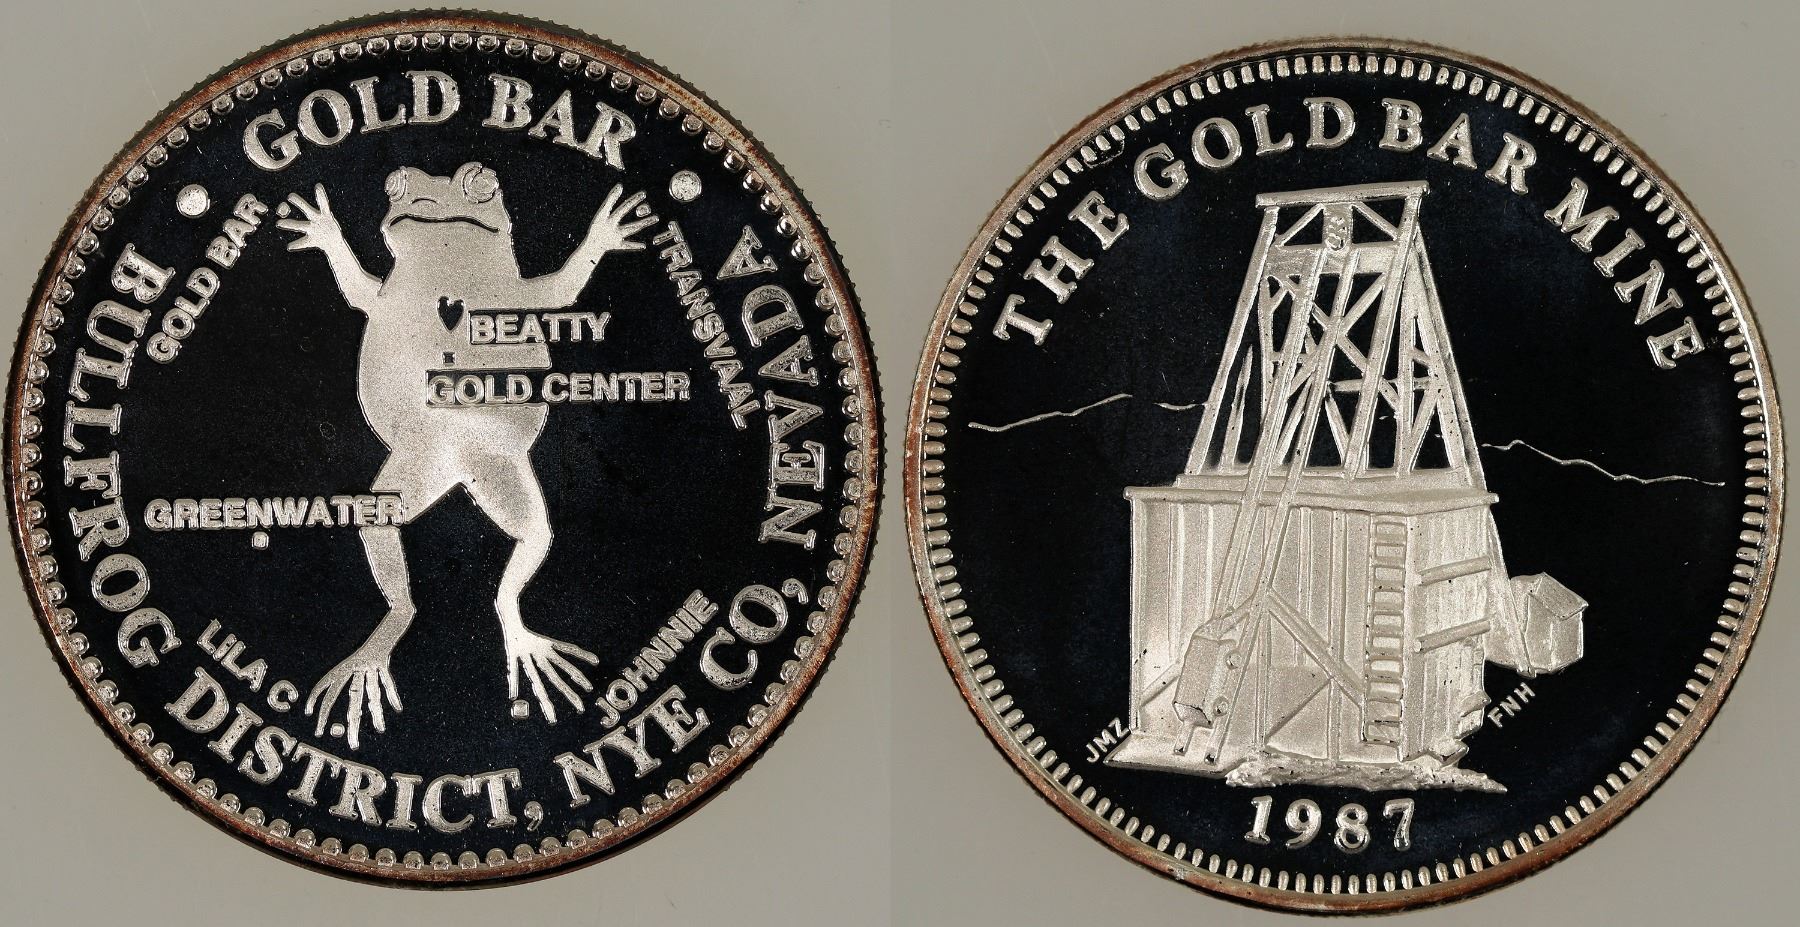 GOLD BAR
BULLFROG DISTRICT, NYE CO, NEVADA
GOLD BAR
TRANSVAAL
BEATTY
GOLD CENTER
GREENWATER
LILA C
JOHNNIE
THE GOLD BAR MINE
JMZ
FNH
1987